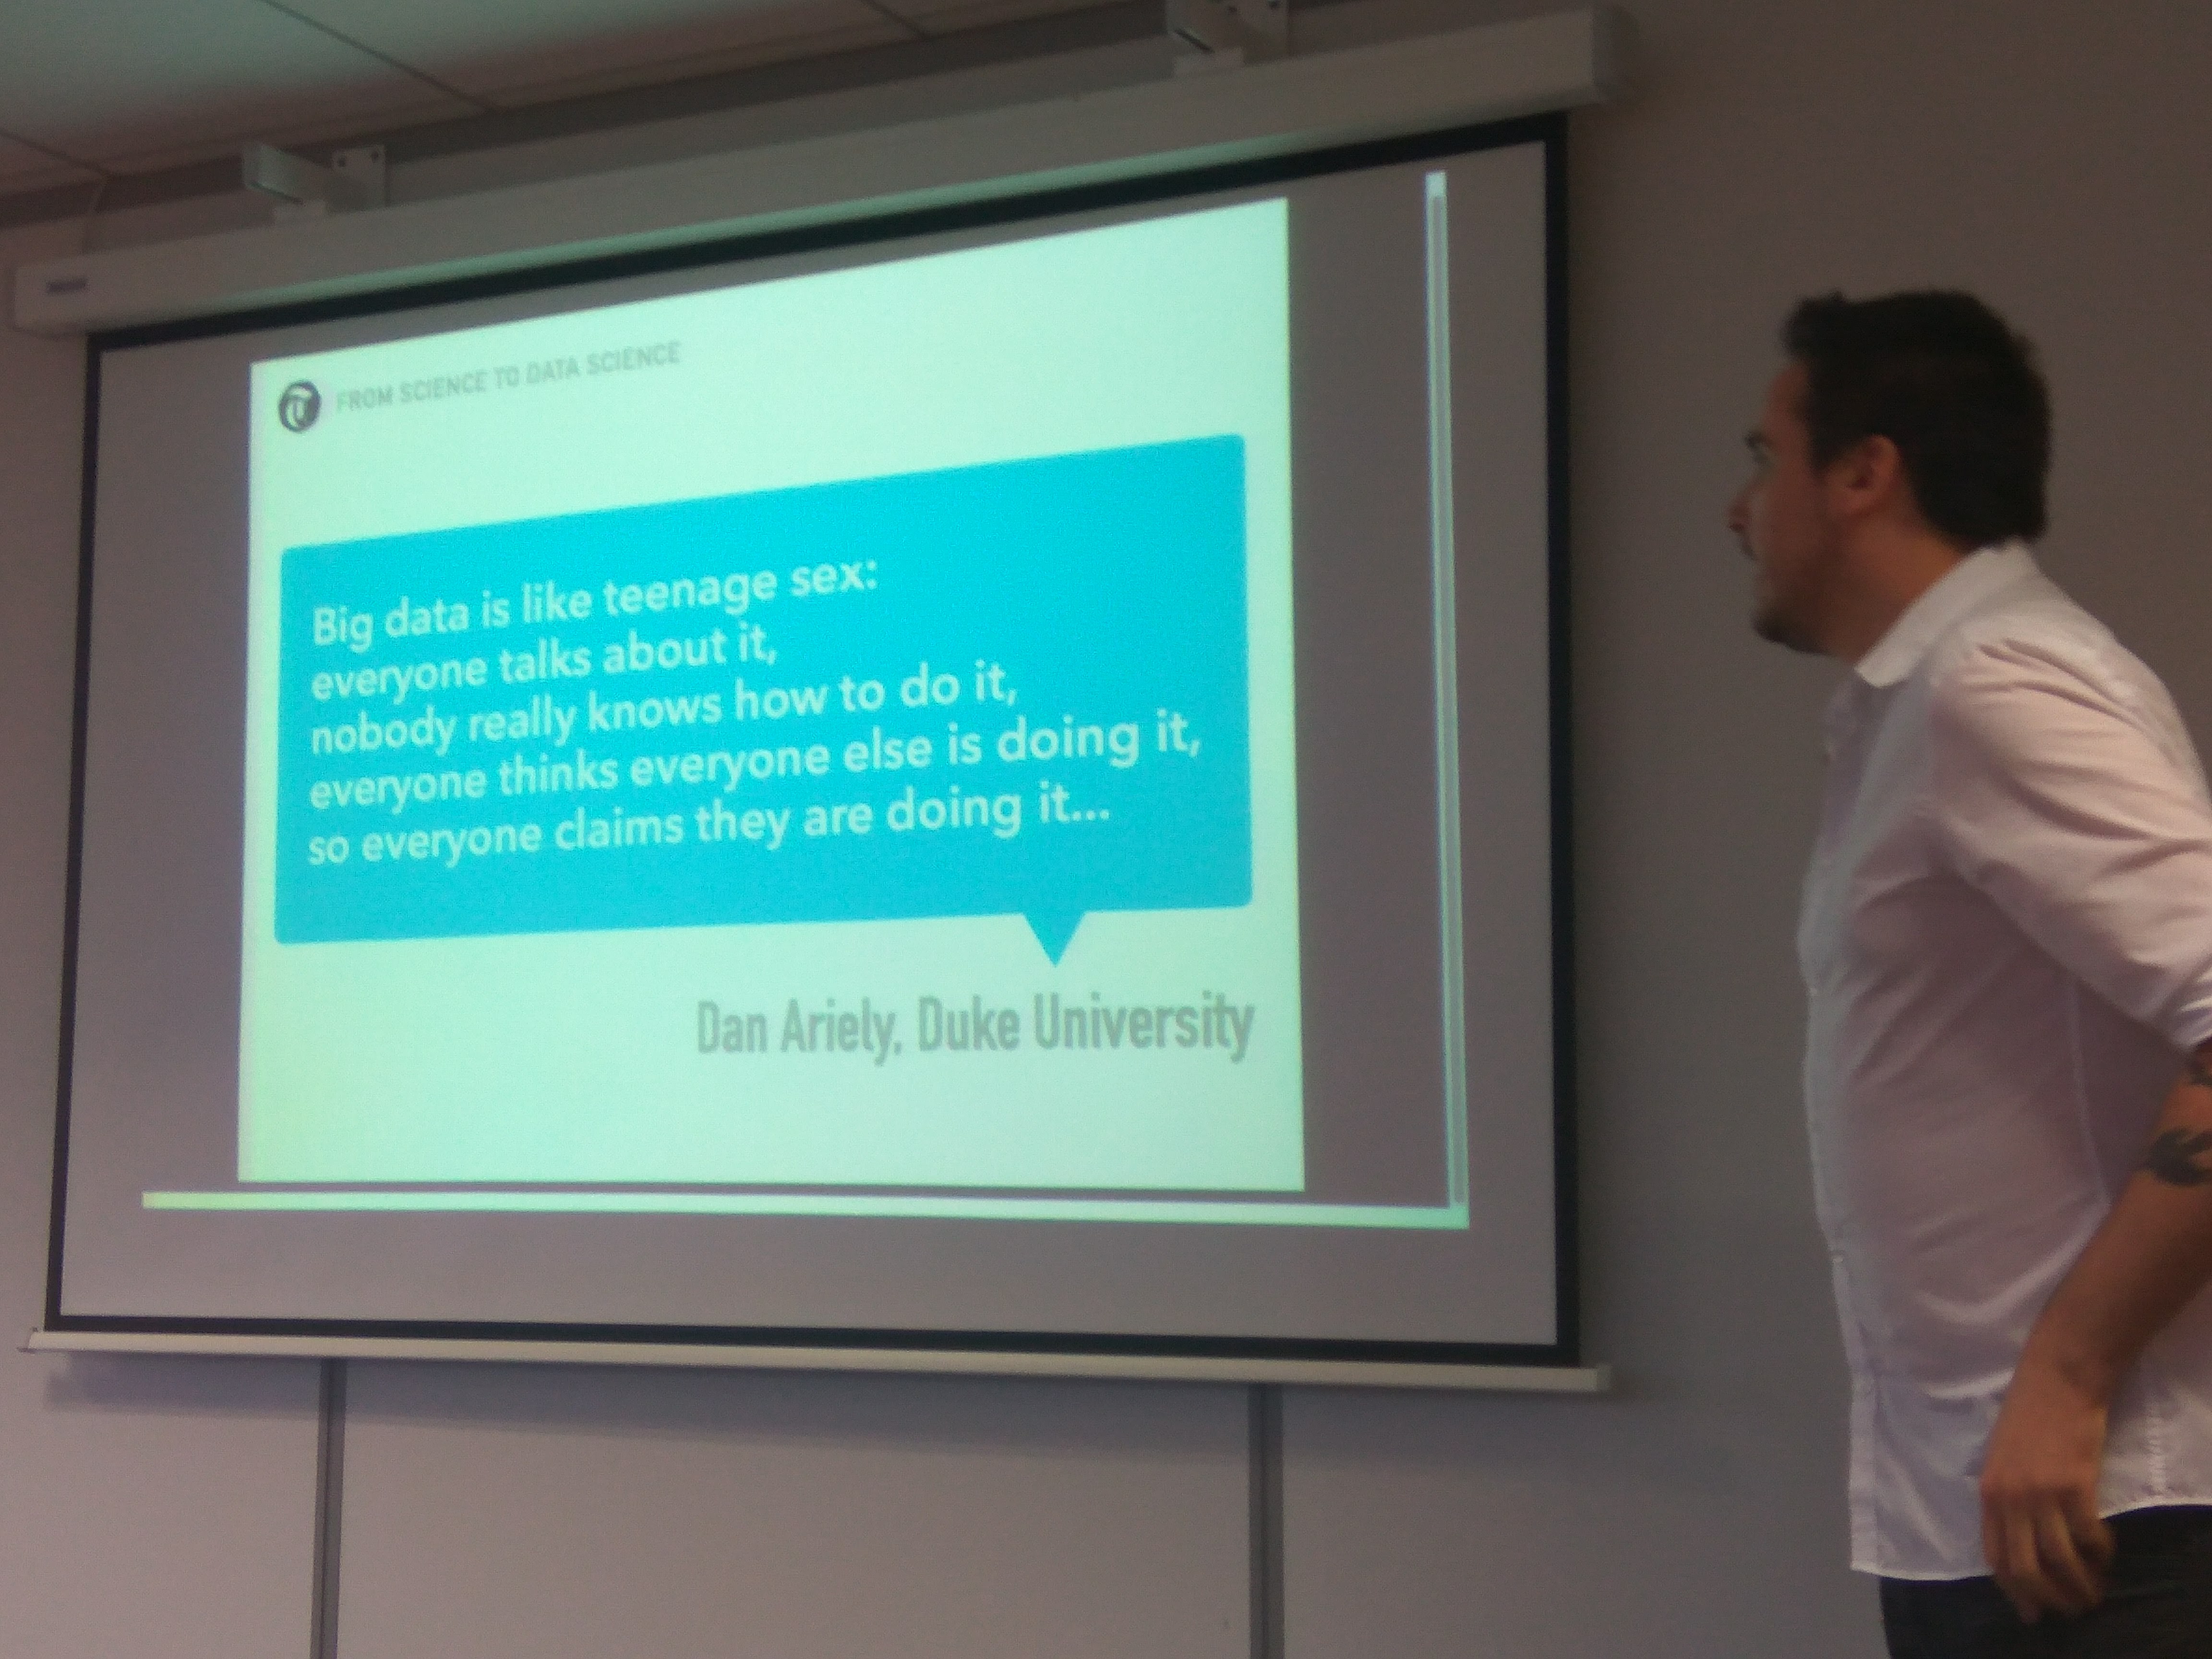 FROM SCIENCE TO DATA SCIENCE
Big data is like teenage sex:
everyone talks about it,
nobody really knows how to do it,
everyone thinks everyone else is doing it,
so everyone claims they are doing it...
Dan Ariely, Duke University